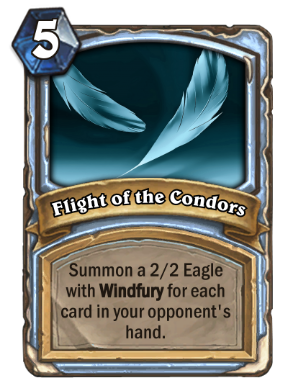 5
Flight of the Condors
Summon a 2/2 Eagle
with Windfury for each
card in your opponent's
hand.